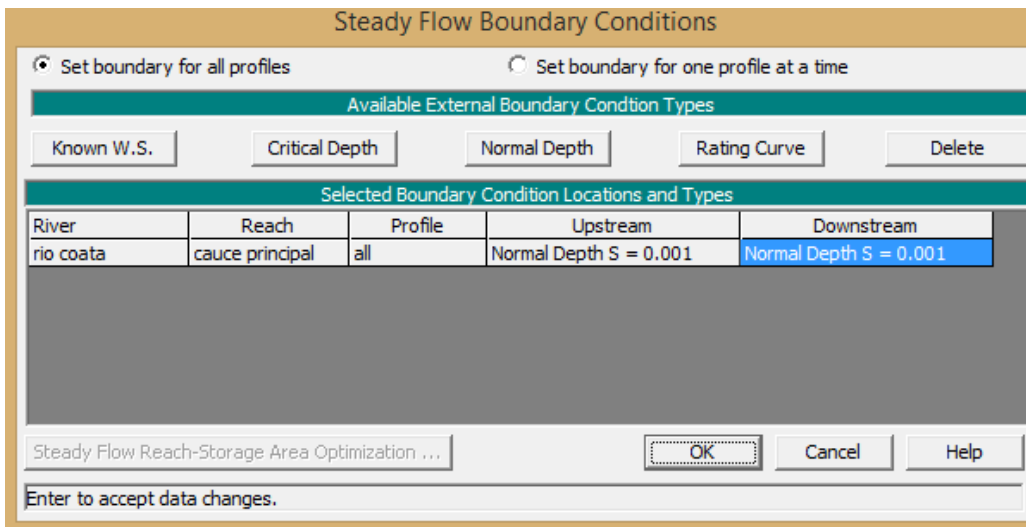 Steady Flow Boundary Conditions
Set boundary for all profiles Set boundary for one profile at a time
Available External Boundary Condtion Types
Known W.S. Critical Depth Normal Depth Rating Curve Delete
Selected Boundary Condition Locations and Types
River Reach Profile Upstream Downstream
rio coata cauce principal all Normal Depth S = 0.001 Normal Depth S = 0.001
Steady Flow Reach-Storage Area Optimization ... OK Cancel Help
Enter to accept data changes.